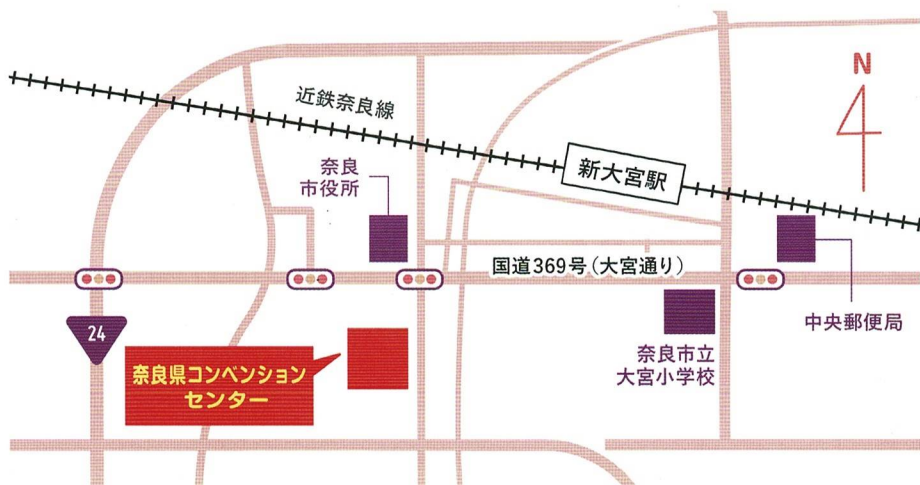 N
近鉄奈良線
新大宮駅
奈良
市役所
国道369号(大宮通り)
24
中央郵便局
奈良市立
大宮小学校
奈良県コンベンション
センター